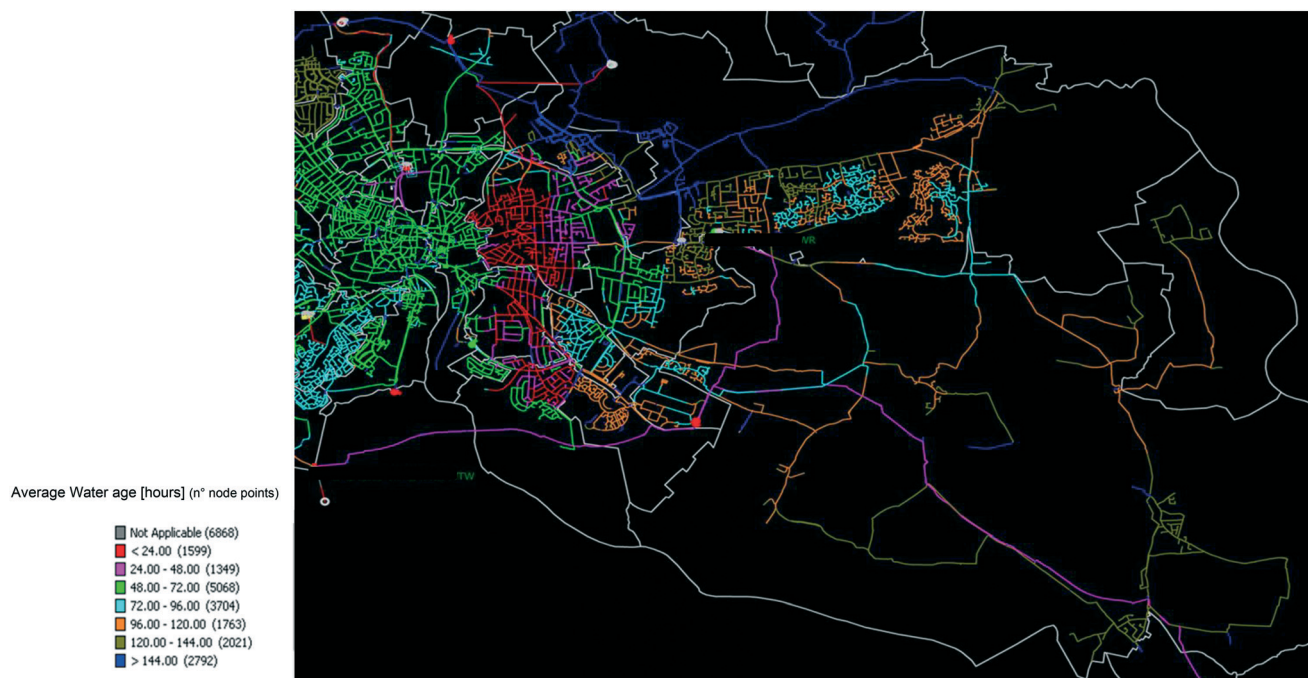 WR
TW
Average Water age [hours] (n° node points)
Not Applicable (6868)
< 24.00 (1599)
24.00 - 48.00 (1349)
48.00 - 72.00 (5068)
72.00 - 96.00 (3704)
96.00 - 120.00 (1763)
120.00 - 144.00 (2021)
> 144.00 (2792)